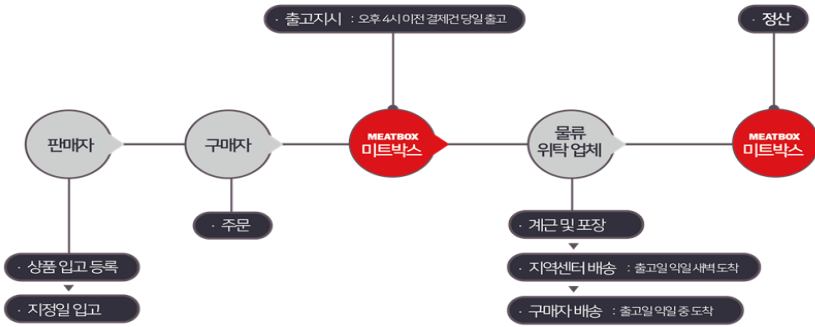 · 출고지시 : 오후 4시 이전 결제건 당일 출고
· 정산
판매자
구매자
MEATBOX
미트박스
물류
위탁 업체
MEATBOX
미트박스
· 주문
· 계근 및 포장
· 상품 입고 등록
· 지역센터 배송 : 출고일 익일 새벽 도착
· 지정일 입고
· 구매자 배송 : 출고일 익일 중 도착